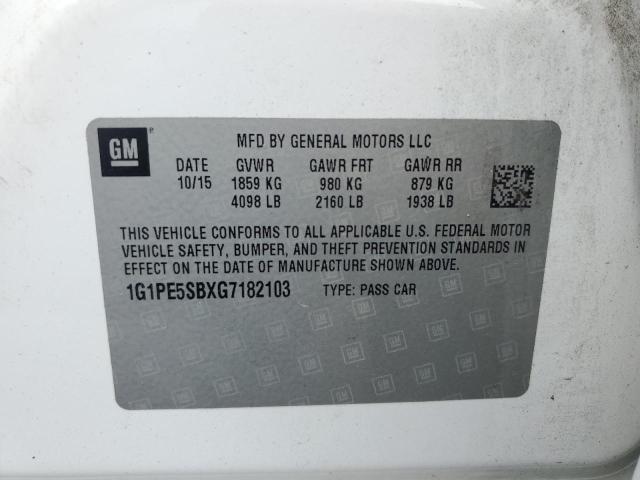 GM
MFD BY GENERAL MOTORS LLC
DATE GVWR GAWR FRT GAWR RR
10/15 1859 KG 980 KG 879 KG
4098 LB 2160 LB 1938 LB
THIS VEHICLE CONFORMS TO ALL APPLICABLE U.S. FEDERAL MOTOR
VEHICLE SAFETY, BUMPER, AND THEFT PREVENTION STANDARDS IN
EFFECT ON THE DATE OF MANUFACTURE SHOWN ABOVE.
1G1PE5SBXG7182103 TYPE: PASS CAR